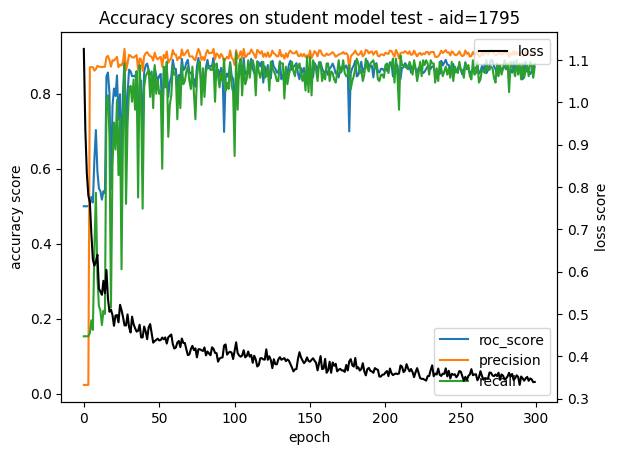 Accuracy scores on student model test - aid=1795
accuracy score
0.8
0.6
0.4
0.2
0.0
0
50
100
150
200
250
300
epoch
1.1
1.0
0.9
0.8
0.7
0.6
0.5
0.4
0.3
loss score
loss
roc_score
precision
recall